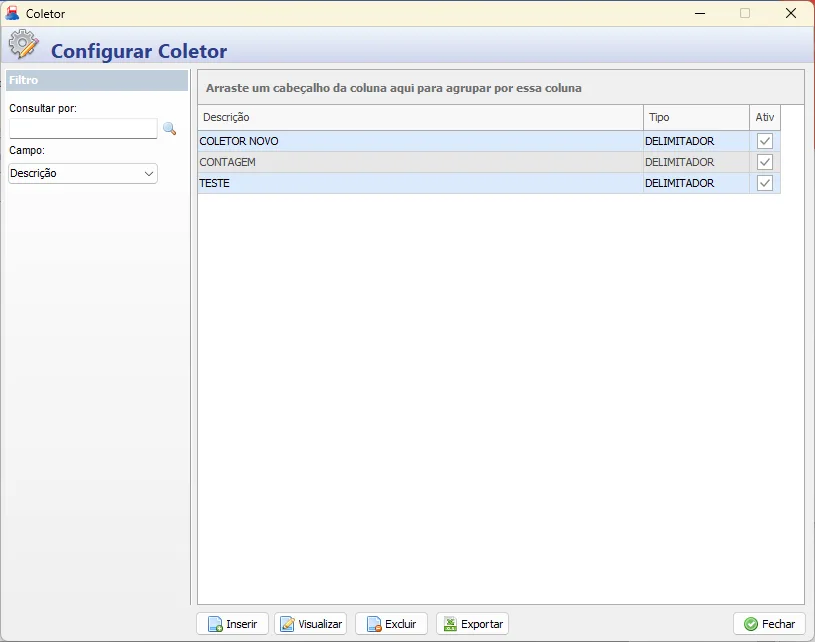 Coletor
Configurar Coletor
Filtro
Consultar por:
Campo:
Descrição
Arraste um cabeçalho da coluna aqui para agrupar por essa coluna
Descrição Tipo Ativ
COLETOR NOVO DELIMITADOR
CONTAGEM DELIMITADOR
TESTE DELIMITADOR
Inserir Visualizar Excluir Exportar Fechar